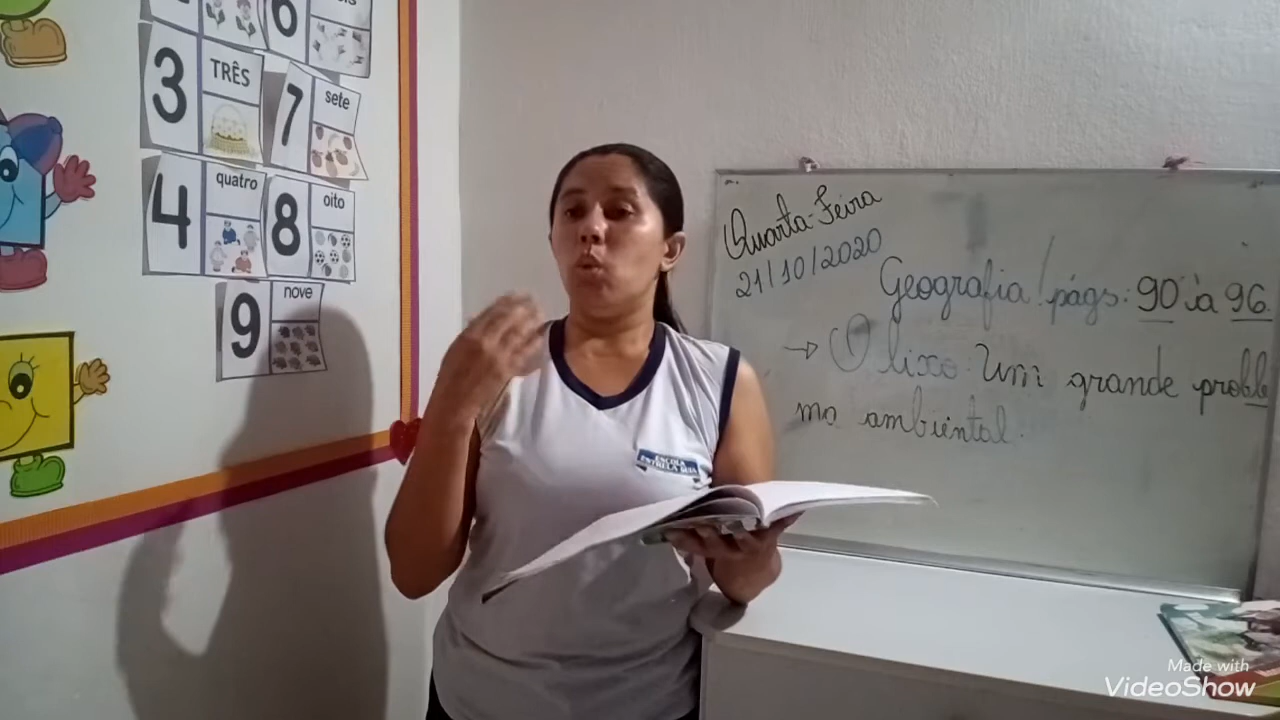 6
3
TRÊS
7
sete
4
quatro
8
oito
9
nove
Quarta-Feira
21/10/2020
Geografia/págs: 90 à 96.
→ O lixo: Um grande proble
ma ambiental.
ESCOLA
Made with
VideoShow